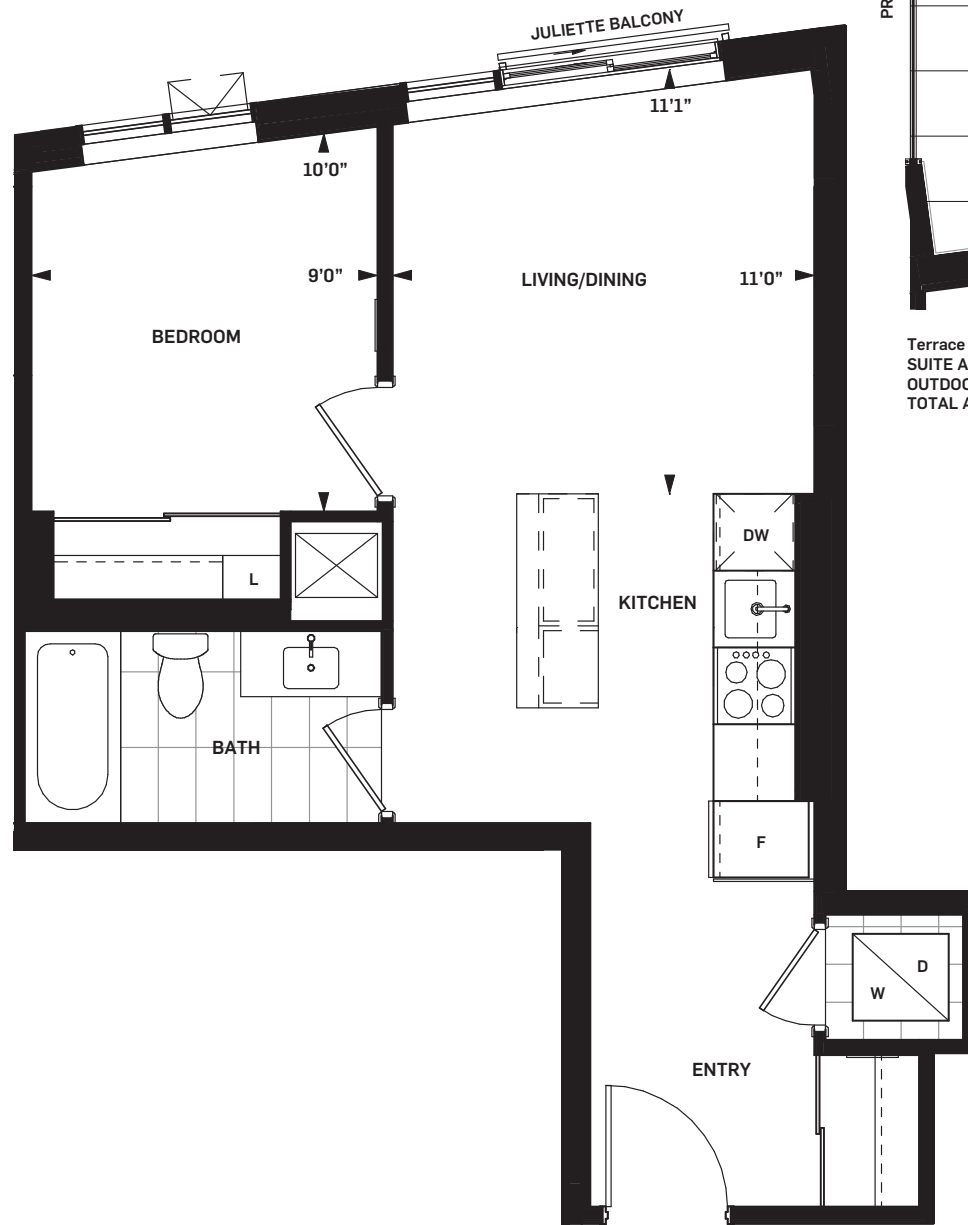 JULIETTE BALCONY
PR
11'1"
10'0"
9'0"
LIVING/DINING
11'0"
BEDROOM
Terrace
SUITE A
OUTDOO
TOTAL A
DW
L
KITCHEN
BATH
F
D
W
ENTRY